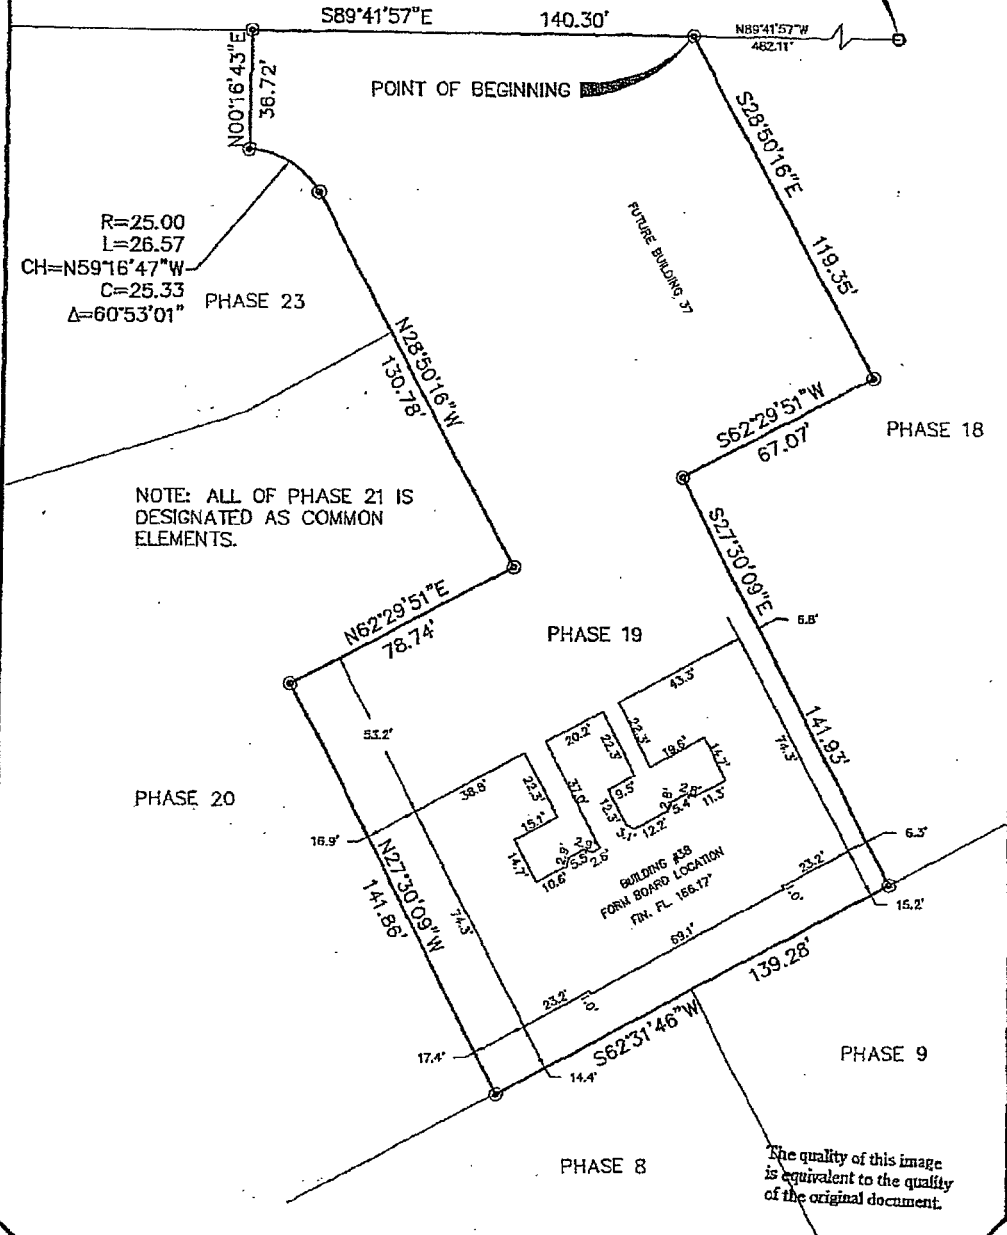 S89°41'57"E 140.30'
N89°41'57"W
462.11'
N00°16'43"E
36.72'
POINT OF BEGINNING
S28°50'16"E
119.35'
FUTURE BUILDING, 37
R=25.00
L=26.57
CH=N59°16'47"W
C=25.33
Δ=60°53'01"
PHASE 23
N28°50'16"W
130.78'
S62°29'51"W
67.07'
PHASE 18
NOTE: ALL OF PHASE 21 IS
DESIGNATED AS COMMON
ELEMENTS.
S27°30'09"E
141.93'
N62°29'51"E
78.74'
PHASE 19
6.8'
43.3'
53.2'
20.2'
22.3'
22.3'
19.6'
14.7'
74.3'
PHASE 20
38.8'
22.3'
37.0'
9.5'
12.3'
3.1'
12.2'
2.8'
5.4'
11.3'
16.9'
15.1'
14.7'
10.6'
2.9'
5.5'
2.9'
2.6'
6.3'
23.2'
1.0'
15.2'
BUILDING #38
FORM BOARD LOCATION
FIN. FL. 166.17'
N27°30'09"W
141.86'
74.3'
69.1'
139.28'
23.2'
1.0'
S62°31'46"W
17.4'
14.4'
PHASE 9
PHASE 8
The quality of this image
is equivalent to the quality
of the original document.